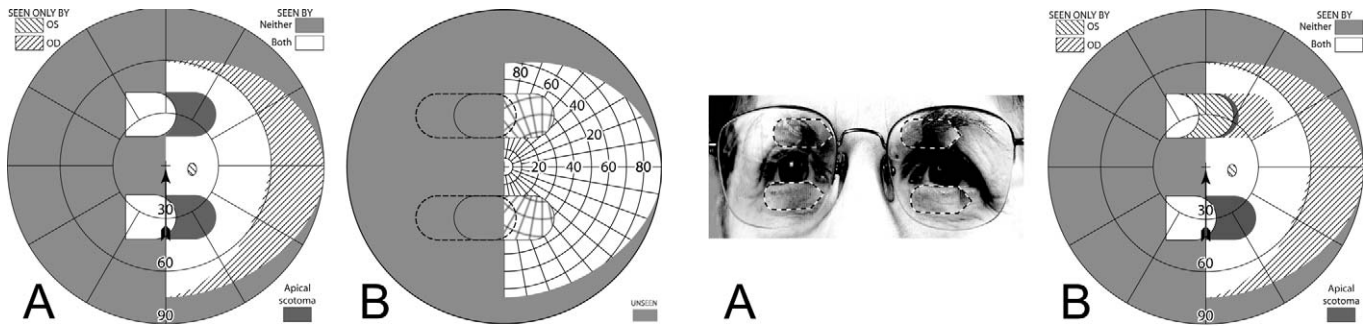 SEEN ONLY BY
OS
OD
SEEN BY
Neither
Both
30
60
90
Apical
scotoma
A
80
60
40
20
20
40
60
80
UNSEEN
B
A
SEEN ONLY BY
OS
OD
SEEN BY
Neither
Both
30
60
90
Apical
scotoma
B